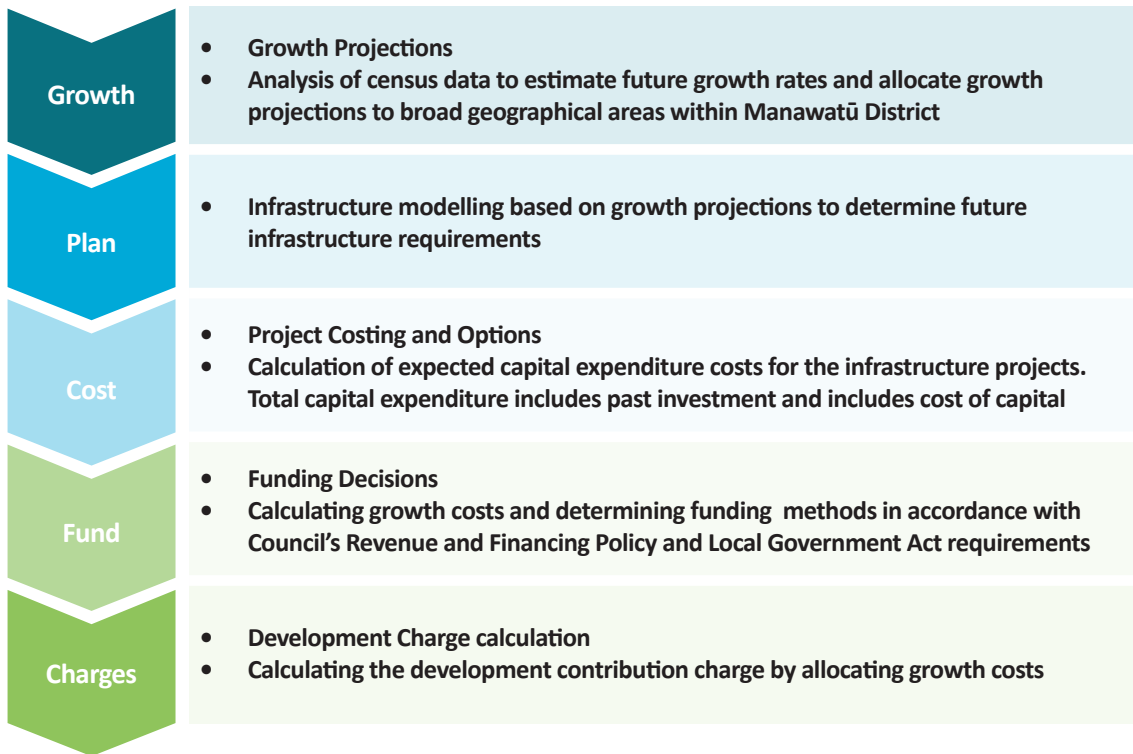 Growth
• Growth Projections
• Analysis of census data to estimate future growth rates and allocate growth
projections to broad geographical areas within Manawatū District
Plan
• Infrastructure modelling based on growth projections to determine future
infrastructure requirements
Cost
• Project Costing and Options
• Calculation of expected capital expenditure costs for the infrastructure projects.
Total capital expenditure includes past investment and includes cost of capital
Fund
• Funding Decisions
• Calculating growth costs and determining funding methods in accordance with
Council’s Revenue and Financing Policy and Local Government Act requirements
Charges
• Development Charge calculation
• Calculating the development contribution charge by allocating growth costs